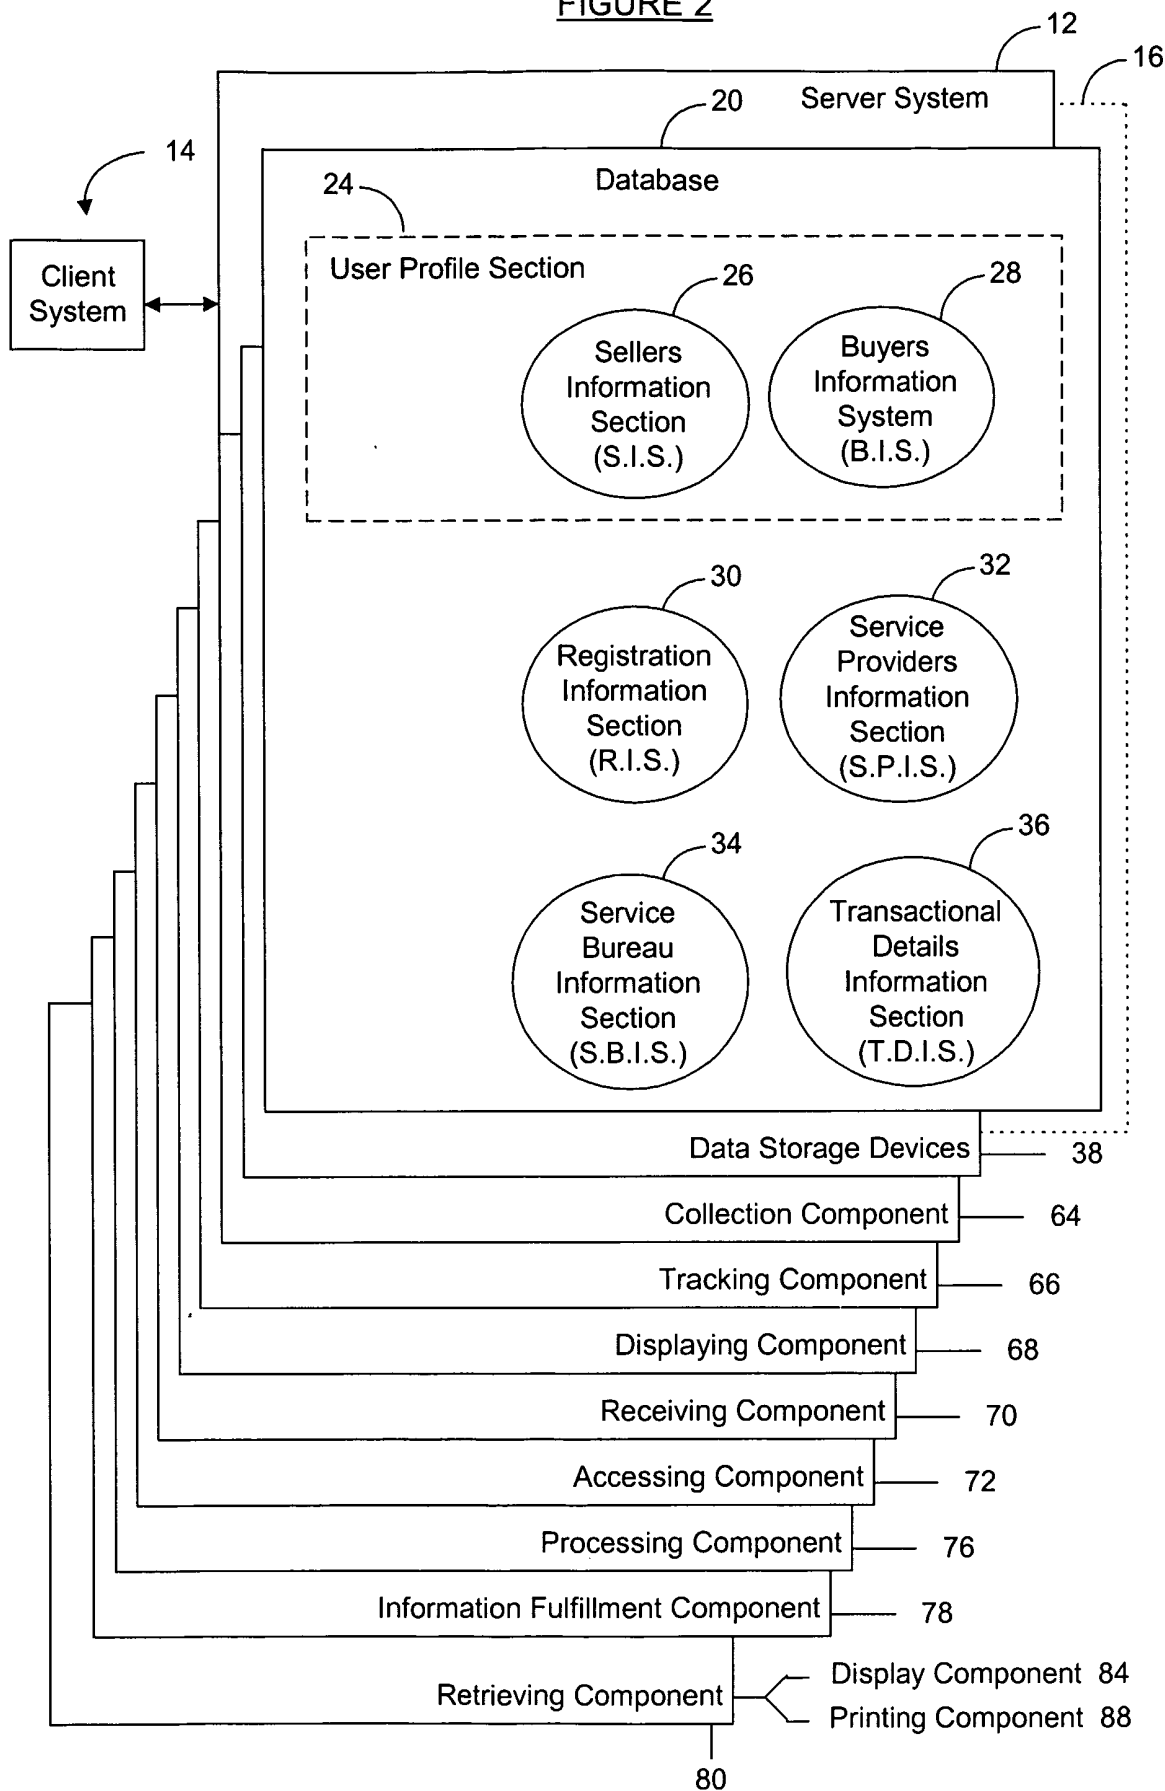 FIGURE 2
12
16
Server System
20
14
Database
24
User Profile Section
26
28
Client
System
Sellers
Information
Section
(S.I.S.)
Buyers
Information
System
(B.I.S.)
30
32
Registration
Information
Section
(R.I.S.)
Service
Providers
Information
Section
(S.P.I.S.)
34
36
Service
Bureau
Information
Section
(S.B.I.S.)
Transactional
Details
Information
Section
(T.D.I.S.)
Data Storage Devices
38
Collection Component
64
Tracking Component
66
Displaying Component
68
Receiving Component
70
Accessing Component
72
Processing Component
76
Information Fulfillment Component
78
Retrieving Component
Display Component 84
Printing Component 88
80